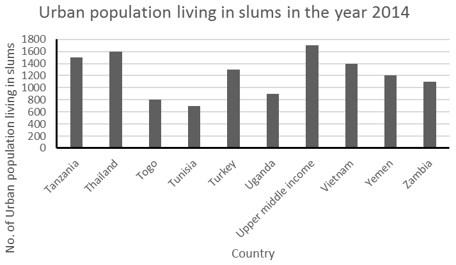 Urban population living in slums in the year 2014
No. of Urban population living in slums
1800
1600
1400
1200
1000
800
600
400
200
0
Tanzania
Thailand
Togo
Tunisia
Turkey
Uganda
Upper middle income
Vietnam
Yemen
Zambia
Country